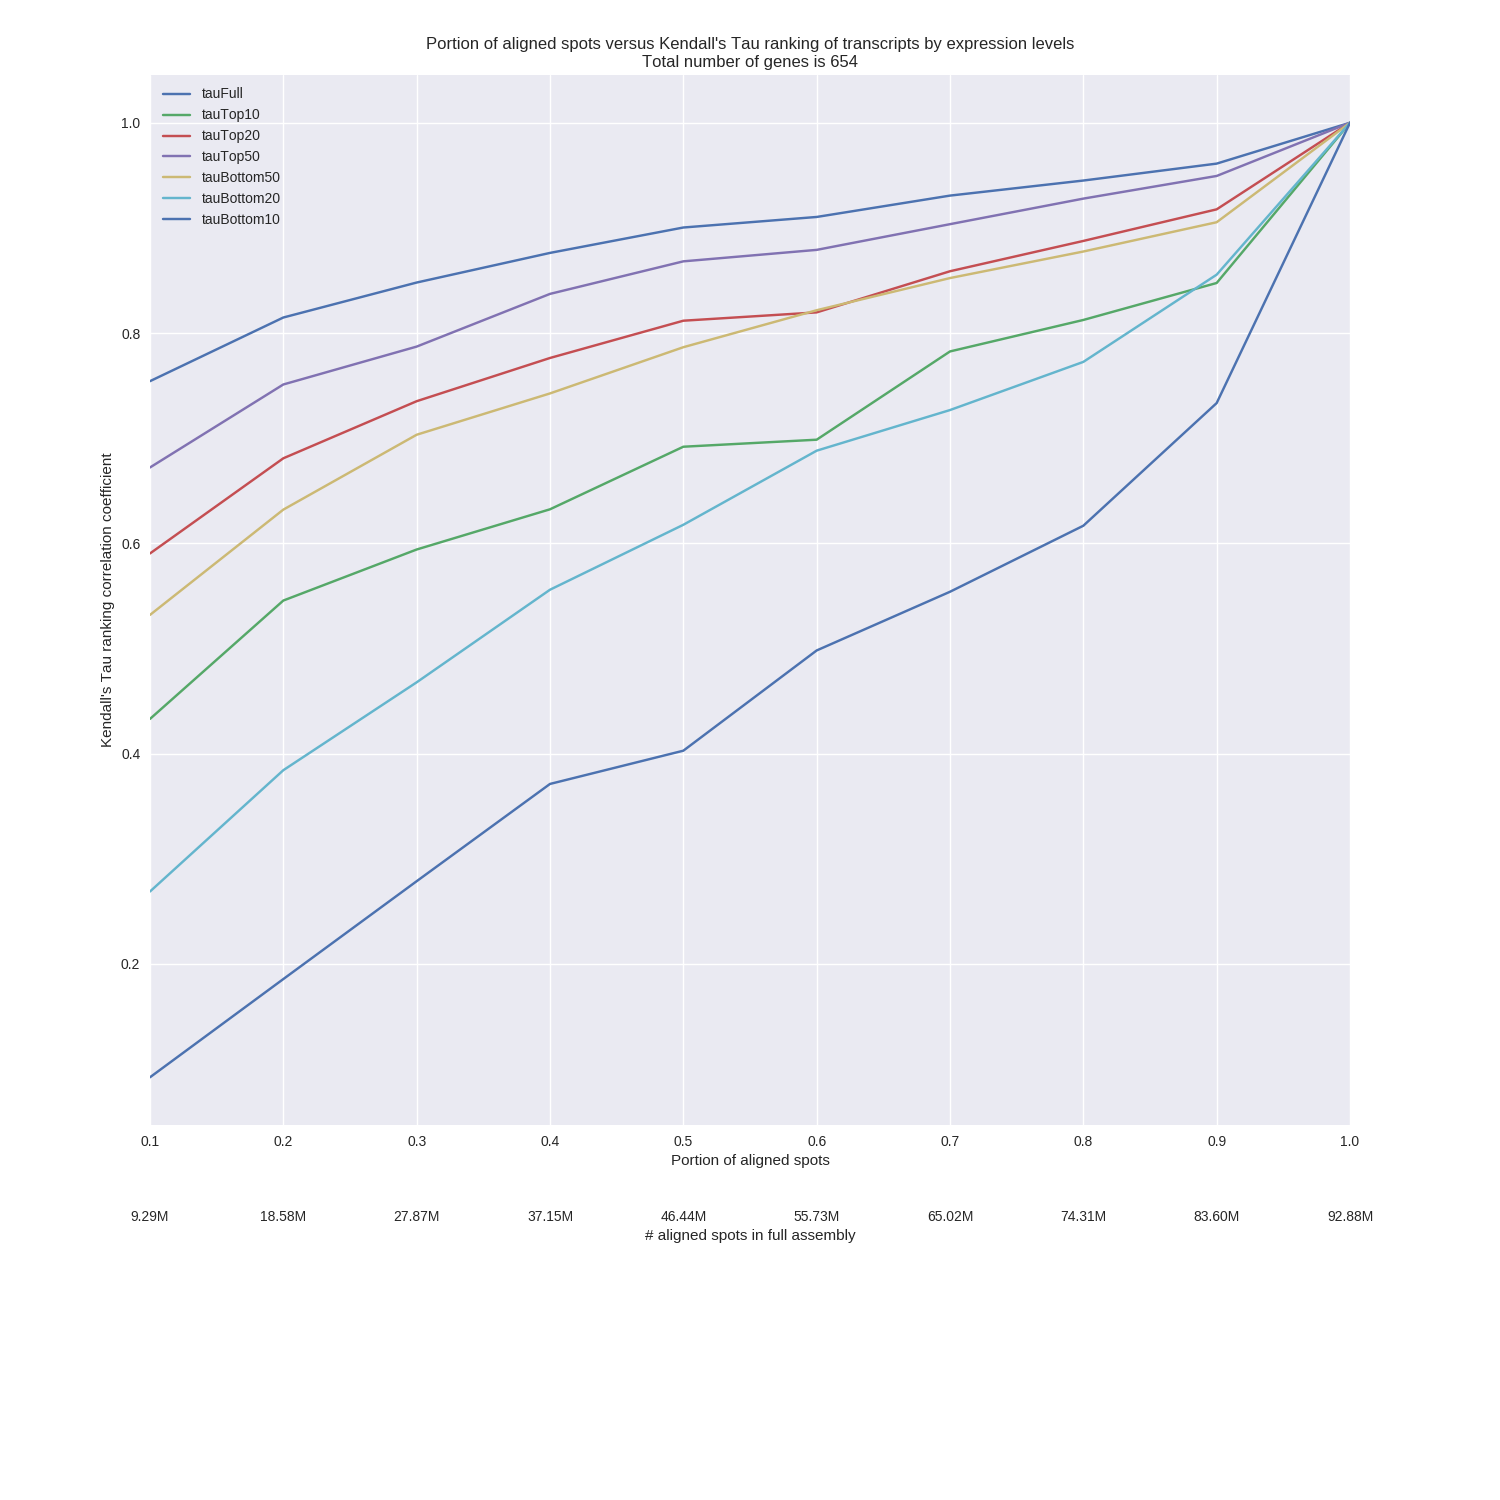 Portion of aligned spots versus Kendall's Tau ranking of transcripts by expression levels
Total number of genes is 654
tauFull
tauTop10
tauTop20
tauTop50
tauBottom50
tauBottom20
tauBottom10
1.0
0.8
0.6
0.4
0.2
Kendall's Tau ranking correlation coefficient
0.1 0.2 0.3 0.4 0.5 0.6 0.7 0.8 0.9 1.0
Portion of aligned spots
9.29M 18.58M 27.87M 37.15M 46.44M 55.73M 65.02M 74.31M 83.60M 92.88M
# aligned spots in full assembly